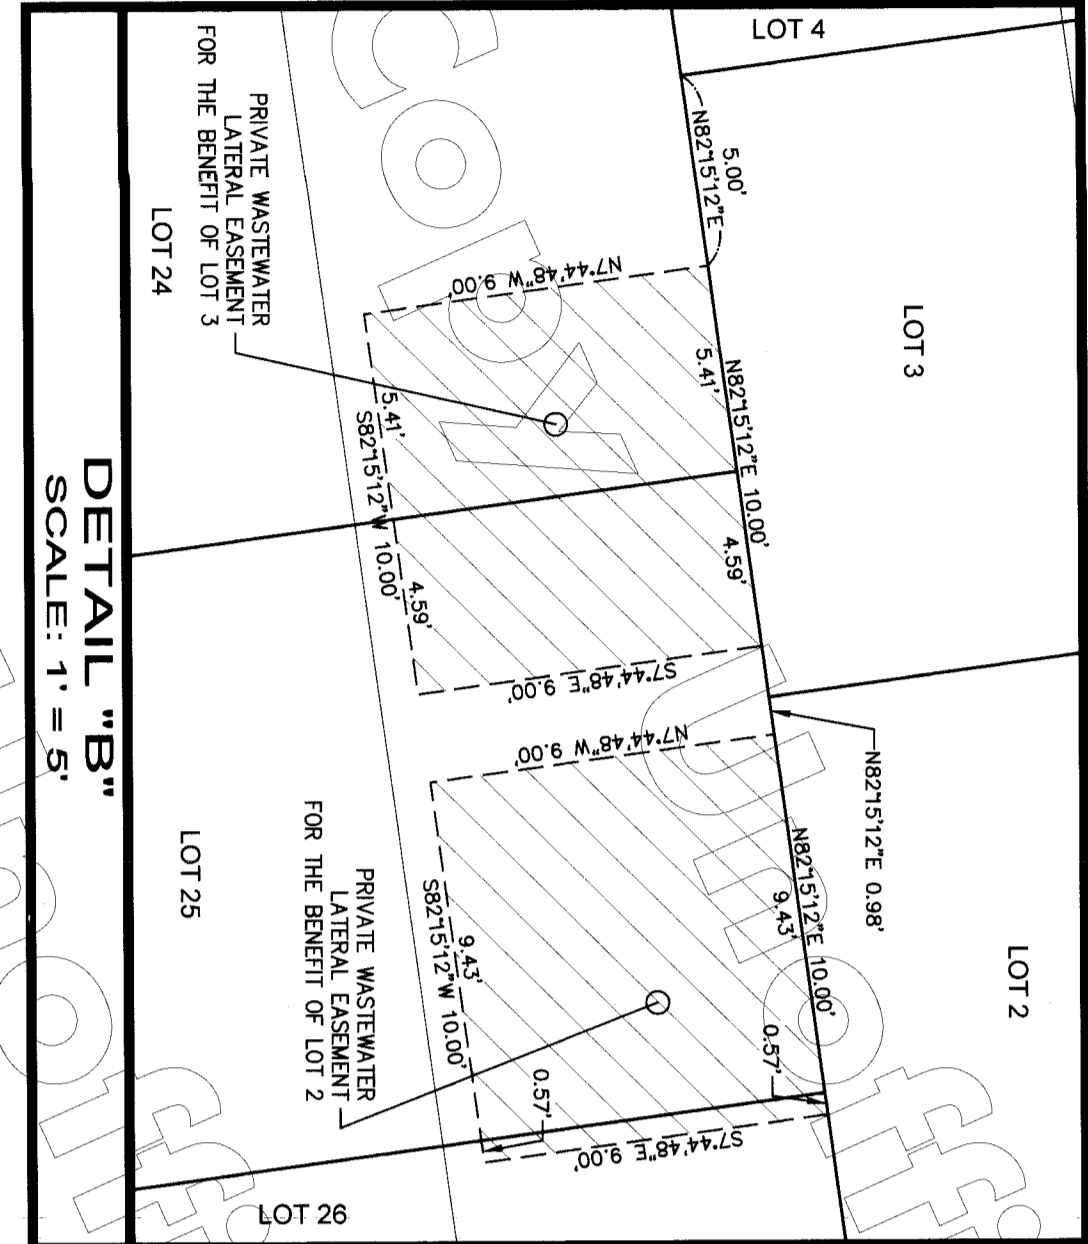 LOT 4
5.00'
N82°15'12"E
LOT 3
N7°44'48"W 9.00'
N82°15'12"E 10.00'
5.41'
4.59'
PRIVATE WASTEWATER
LATERAL EASEMENT
FOR THE BENEFIT OF LOT 3
LOT 24
5.41'
S82°15'12"W 10.00'
4.59'
S7°44'48"E 9.00'
N82°15'12"E 0.98'
LOT 2
N7°44'48"W 9.00'
N82°15'12"E 10.00'
9.43'
0.57'
9.43'
S82°15'12"W 10.00'
0.57'
S7°44'48"E 9.00'
PRIVATE WASTEWATER
LATERAL EASEMENT
FOR THE BENEFIT OF LOT 2
LOT 25
LOT 26
DETAIL "B"
SCALE: 1' = 5'
Unoff
Copy